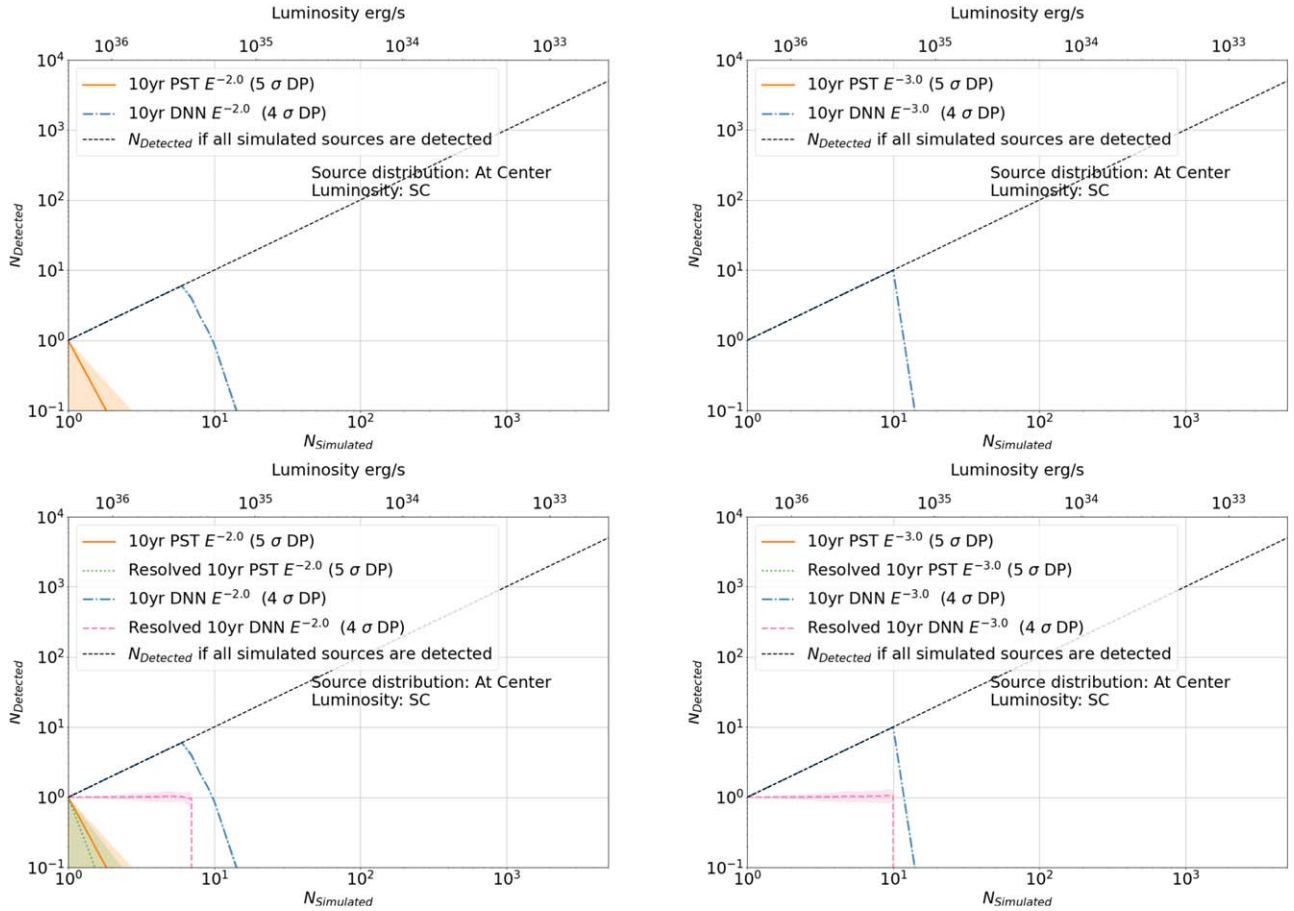 Luminosity erg/s
10^36 10^35 10^34 10^33
10^4
10yr PST E^−2.0 (5 σ DP)
10yr DNN E^−2.0 (4 σ DP)
N_Detected if all simulated sources are detected
10^3
Source distribution: At Center
Luminosity: SC
10^2
N_Detected
10^1
10^0
10^−1
10^0 10^1 10^2 10^3
N_Simulated
Luminosity erg/s
10^36 10^35 10^34 10^33
10^4
10yr PST E^−3.0 (5 σ DP)
10yr DNN E^−3.0 (4 σ DP)
N_Detected if all simulated sources are detected
10^3
Source distribution: At Center
Luminosity: SC
10^2
N_Detected
10^1
10^0
10^−1
10^0 10^1 10^2 10^3
N_Simulated
Luminosity erg/s
10^36 10^35 10^34 10^33
10^4
10yr PST E^−2.0 (5 σ DP)
Resolved 10yr PST E^−2.0 (5 σ DP)
10yr DNN E^−2.0 (4 σ DP)
10^3
Resolved 10yr DNN E^−2.0 (4 σ DP)
N_Detected if all simulated sources are detected
10^2
Source distribution: At Center
Luminosity: SC
N_Detected
10^1
10^0
10^−1
10^0 10^1 10^2 10^3
N_Simulated
Luminosity erg/s
10^36 10^35 10^34 10^33
10^4
10yr PST E^−3.0 (5 σ DP)
Resolved 10yr PST E^−3.0 (5 σ DP)
10yr DNN E^−3.0 (4 σ DP)
10^3
Resolved 10yr DNN E^−3.0 (4 σ DP)
N_Detected if all simulated sources are detected
10^2
Source distribution: At Center
Luminosity: SC
N_Detected
10^1
10^0
10^−1
10^0 10^1 10^2 10^3
N_Simulated